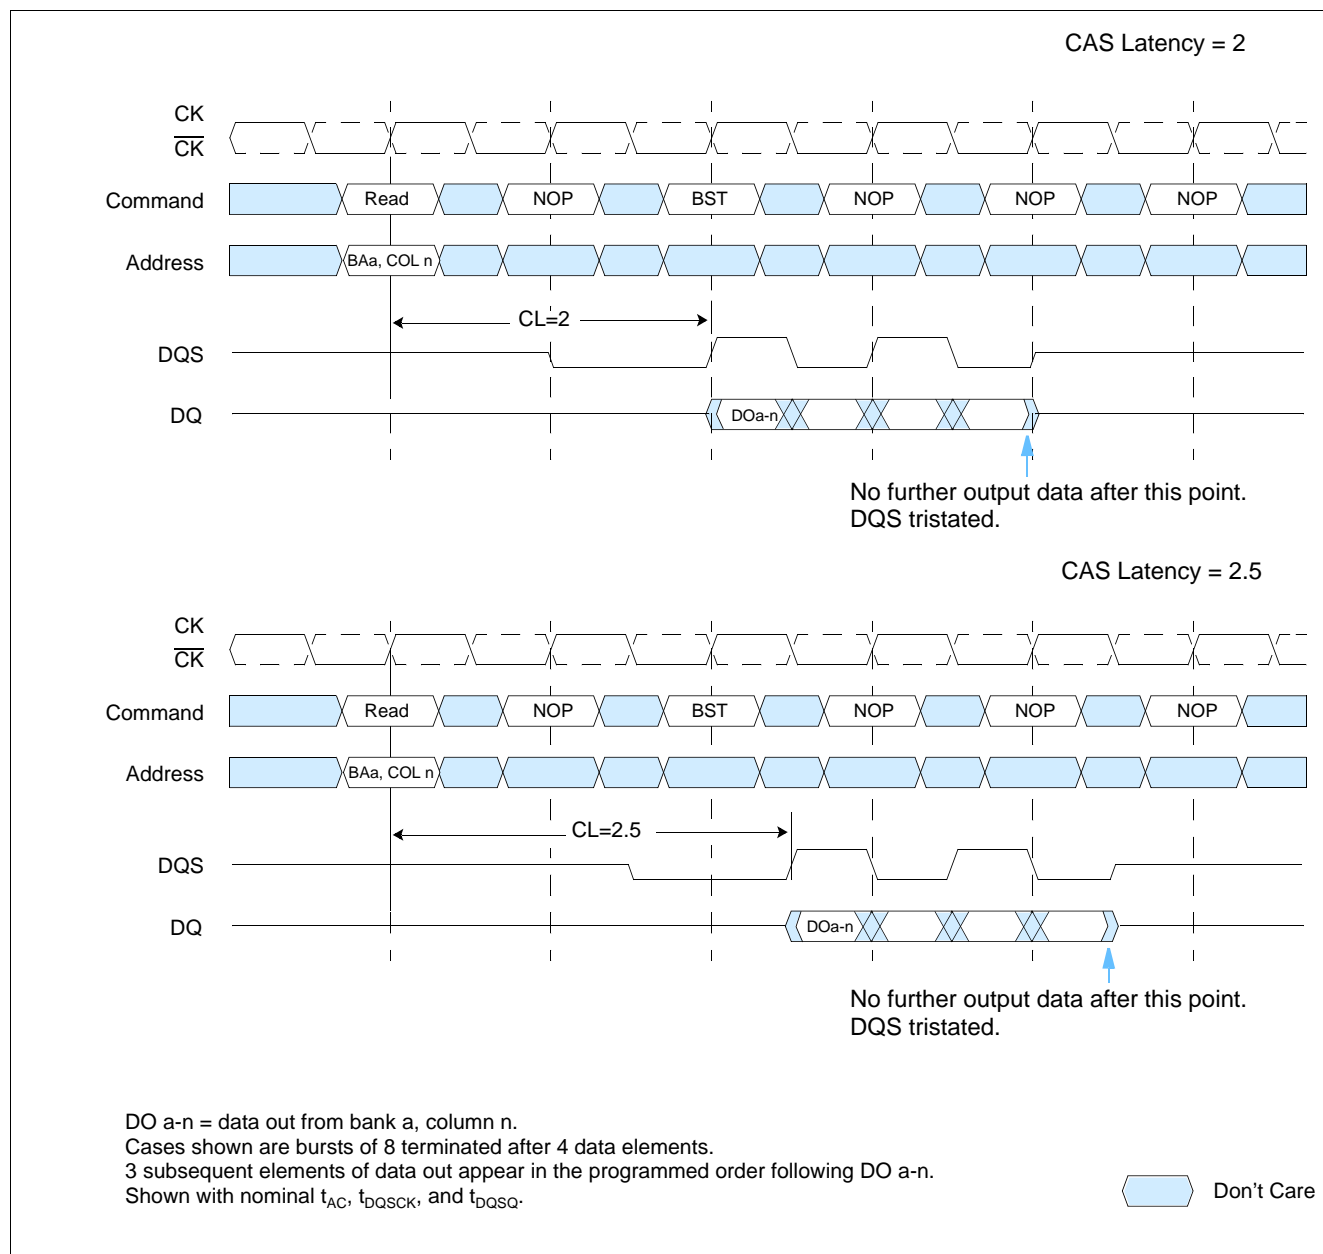 CAS Latency = 2
CK
CK
Command
Read
NOP
BST
NOP
NOP
NOP
Address
BAa, COL n
CL=2
DQS
DQ
DOa-n
No further output data after this point.
DQS tristated.
CAS Latency = 2.5
CK
CK
Command
Read
NOP
BST
NOP
NOP
NOP
Address
BAa, COL n
CL=2.5
DQS
DQ
DOa-n
No further output data after this point.
DQS tristated.
DO a-n = data out from bank a, column n.
Cases shown are bursts of 8 terminated after 4 data elements.
3 subsequent elements of data out appear in the programmed order following DO a-n.
Shown with nominal tAC, tDQSCK, and tDQSQ.
Don't Care